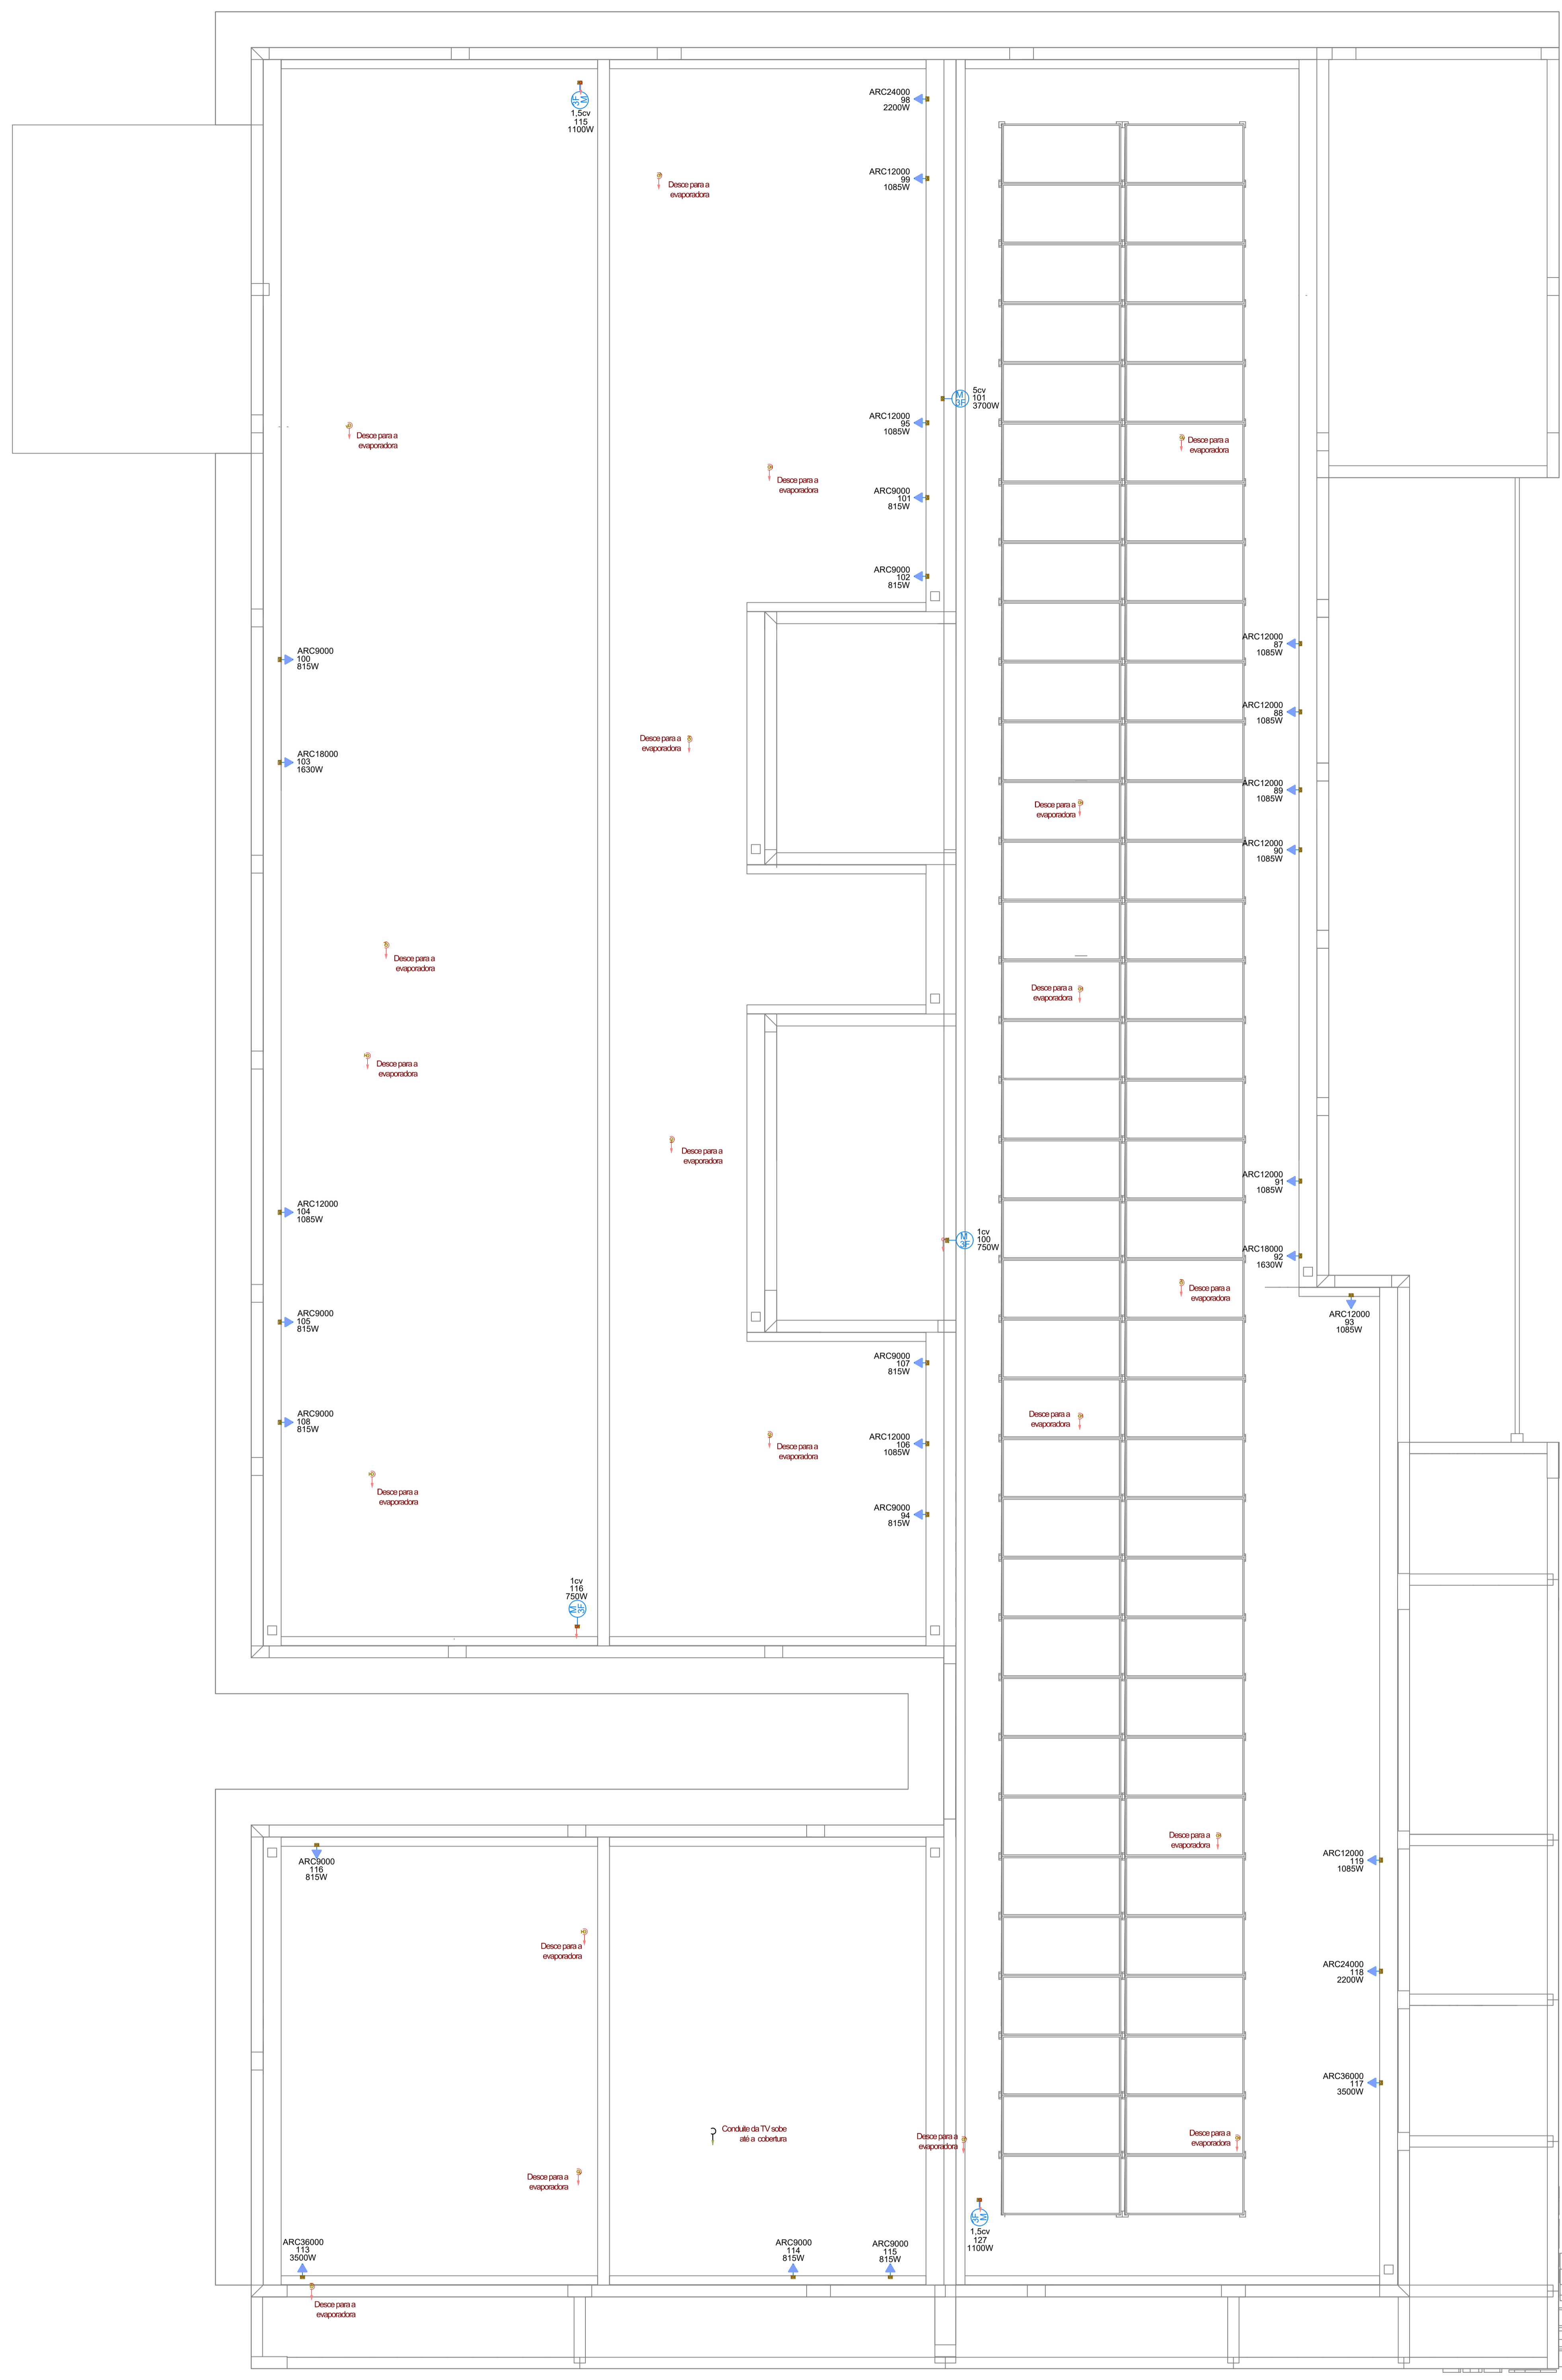 ARC24000
98
2200W
1,5cv
115
1100W
3F
M
ARC12000
99
1085W
Desce para a
evaporadora
M
3F
5cv
101
3700W
ARC12000
95
1085W
Desce para a
evaporadora
Desce para a
evaporadora
Desce para a
evaporadora
ARC9000
101
815W
ARC9000
102
815W
ARC12000
87
1085W
ARC9000
100
815W
ARC12000
88
1085W
Desce para a
evaporadora
ARC18000
103
1630W
ARC12000
89
1085W
Desce para a
evaporadora
ARC12000
90
1085W
Desce para a
evaporadora
Desce para a
evaporadora
Desce para a
evaporadora
Desce para a
evaporadora
ARC12000
91
1085W
ARC12000
104
1085W
M
3F
1cv
100
750W
ARC18000
92
1630W
Desce para a
evaporadora
ARC9000
105
815W
ARC12000
93
1085W
ARC9000
107
815W
ARC9000
108
815W
Desce para a
evaporadora
ARC12000
106
1085W
Desce para a
evaporadora
Desce para a
evaporadora
ARC9000
94
815W
1cv
116
750W
M
3F
Desce para a
evaporadora
ARC12000
119
1085W
ARC9000
116
815W
Desce para a
evaporadora
ARC24000
118
2200W
ARC36000
117
3500W
Conduite da TV sobe
até a cobertura
Desce para a
evaporadora
Desce para a
evaporadora
Desce para a
evaporadora
3F
M
1,5cv
127
1100W
ARC36000
113
3500W
ARC9000
114
815W
ARC9000
115
815W
Desce para a
evaporadora